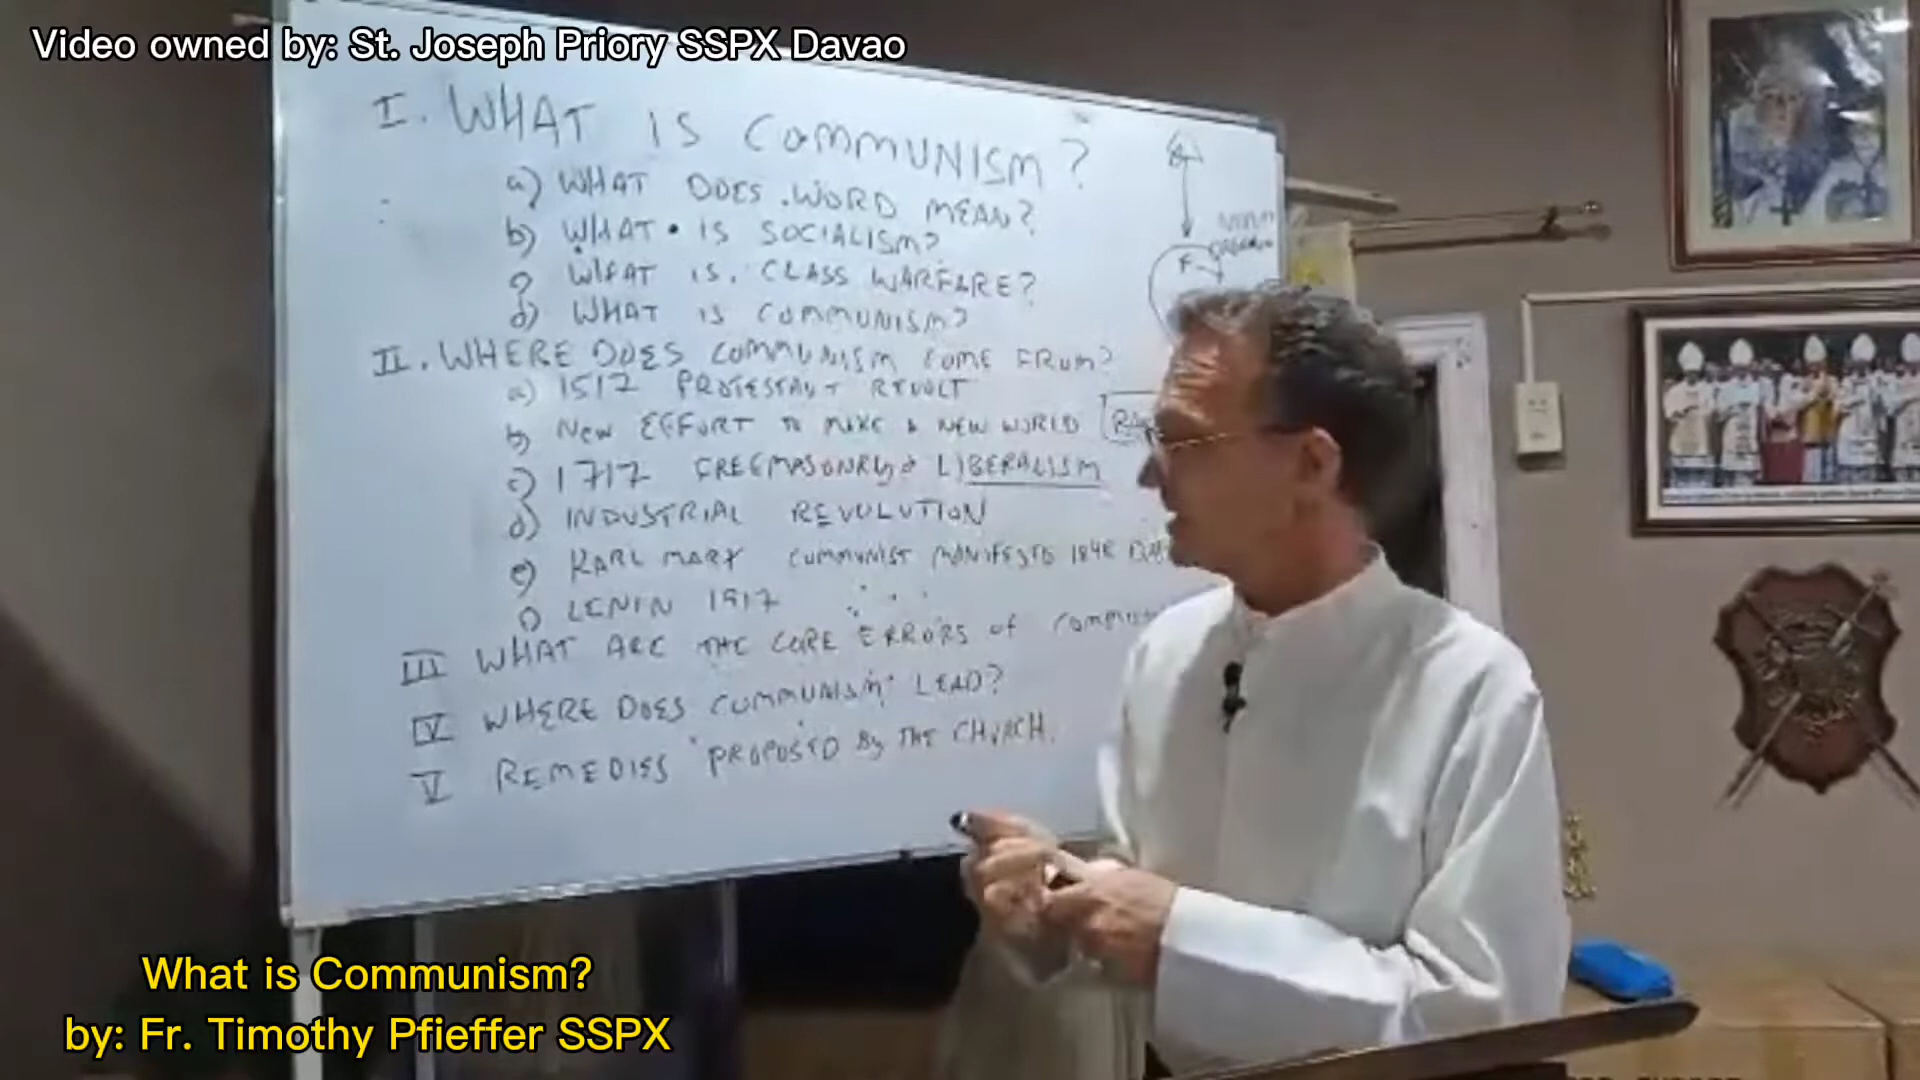 Video owned by: St. Joseph Priory SSPX Davao
I. WHAT IS COMMUNISM?
a) WHAT DOES WORD MEAN?
b) WHAT IS SOCIALISM?
c) WHAT IS CLASS WARFARE?
d) WHAT IS COMMUNISM?
II. WHERE DOES COMMUNISM COME FROM?
a) 1517 PROTESTANT REVOLT
b) NEW EFFORT TO MAKE A NEW WORLD
c) 1717 FREEMASONRY & LIBERALISM
d) INDUSTRIAL REVOLUTION
e) KARL MARX COMMUNIST MANIFESTO 1848
f) LENIN 1917
III WHAT ARE THE CORE ERRORS of
IV WHERE DOES COMMUNISM LEAD?
V REMEDIES PROPOSED BY THE CHURCH.
What is Communism?
by: Fr. Timothy Pfieffer SSPX